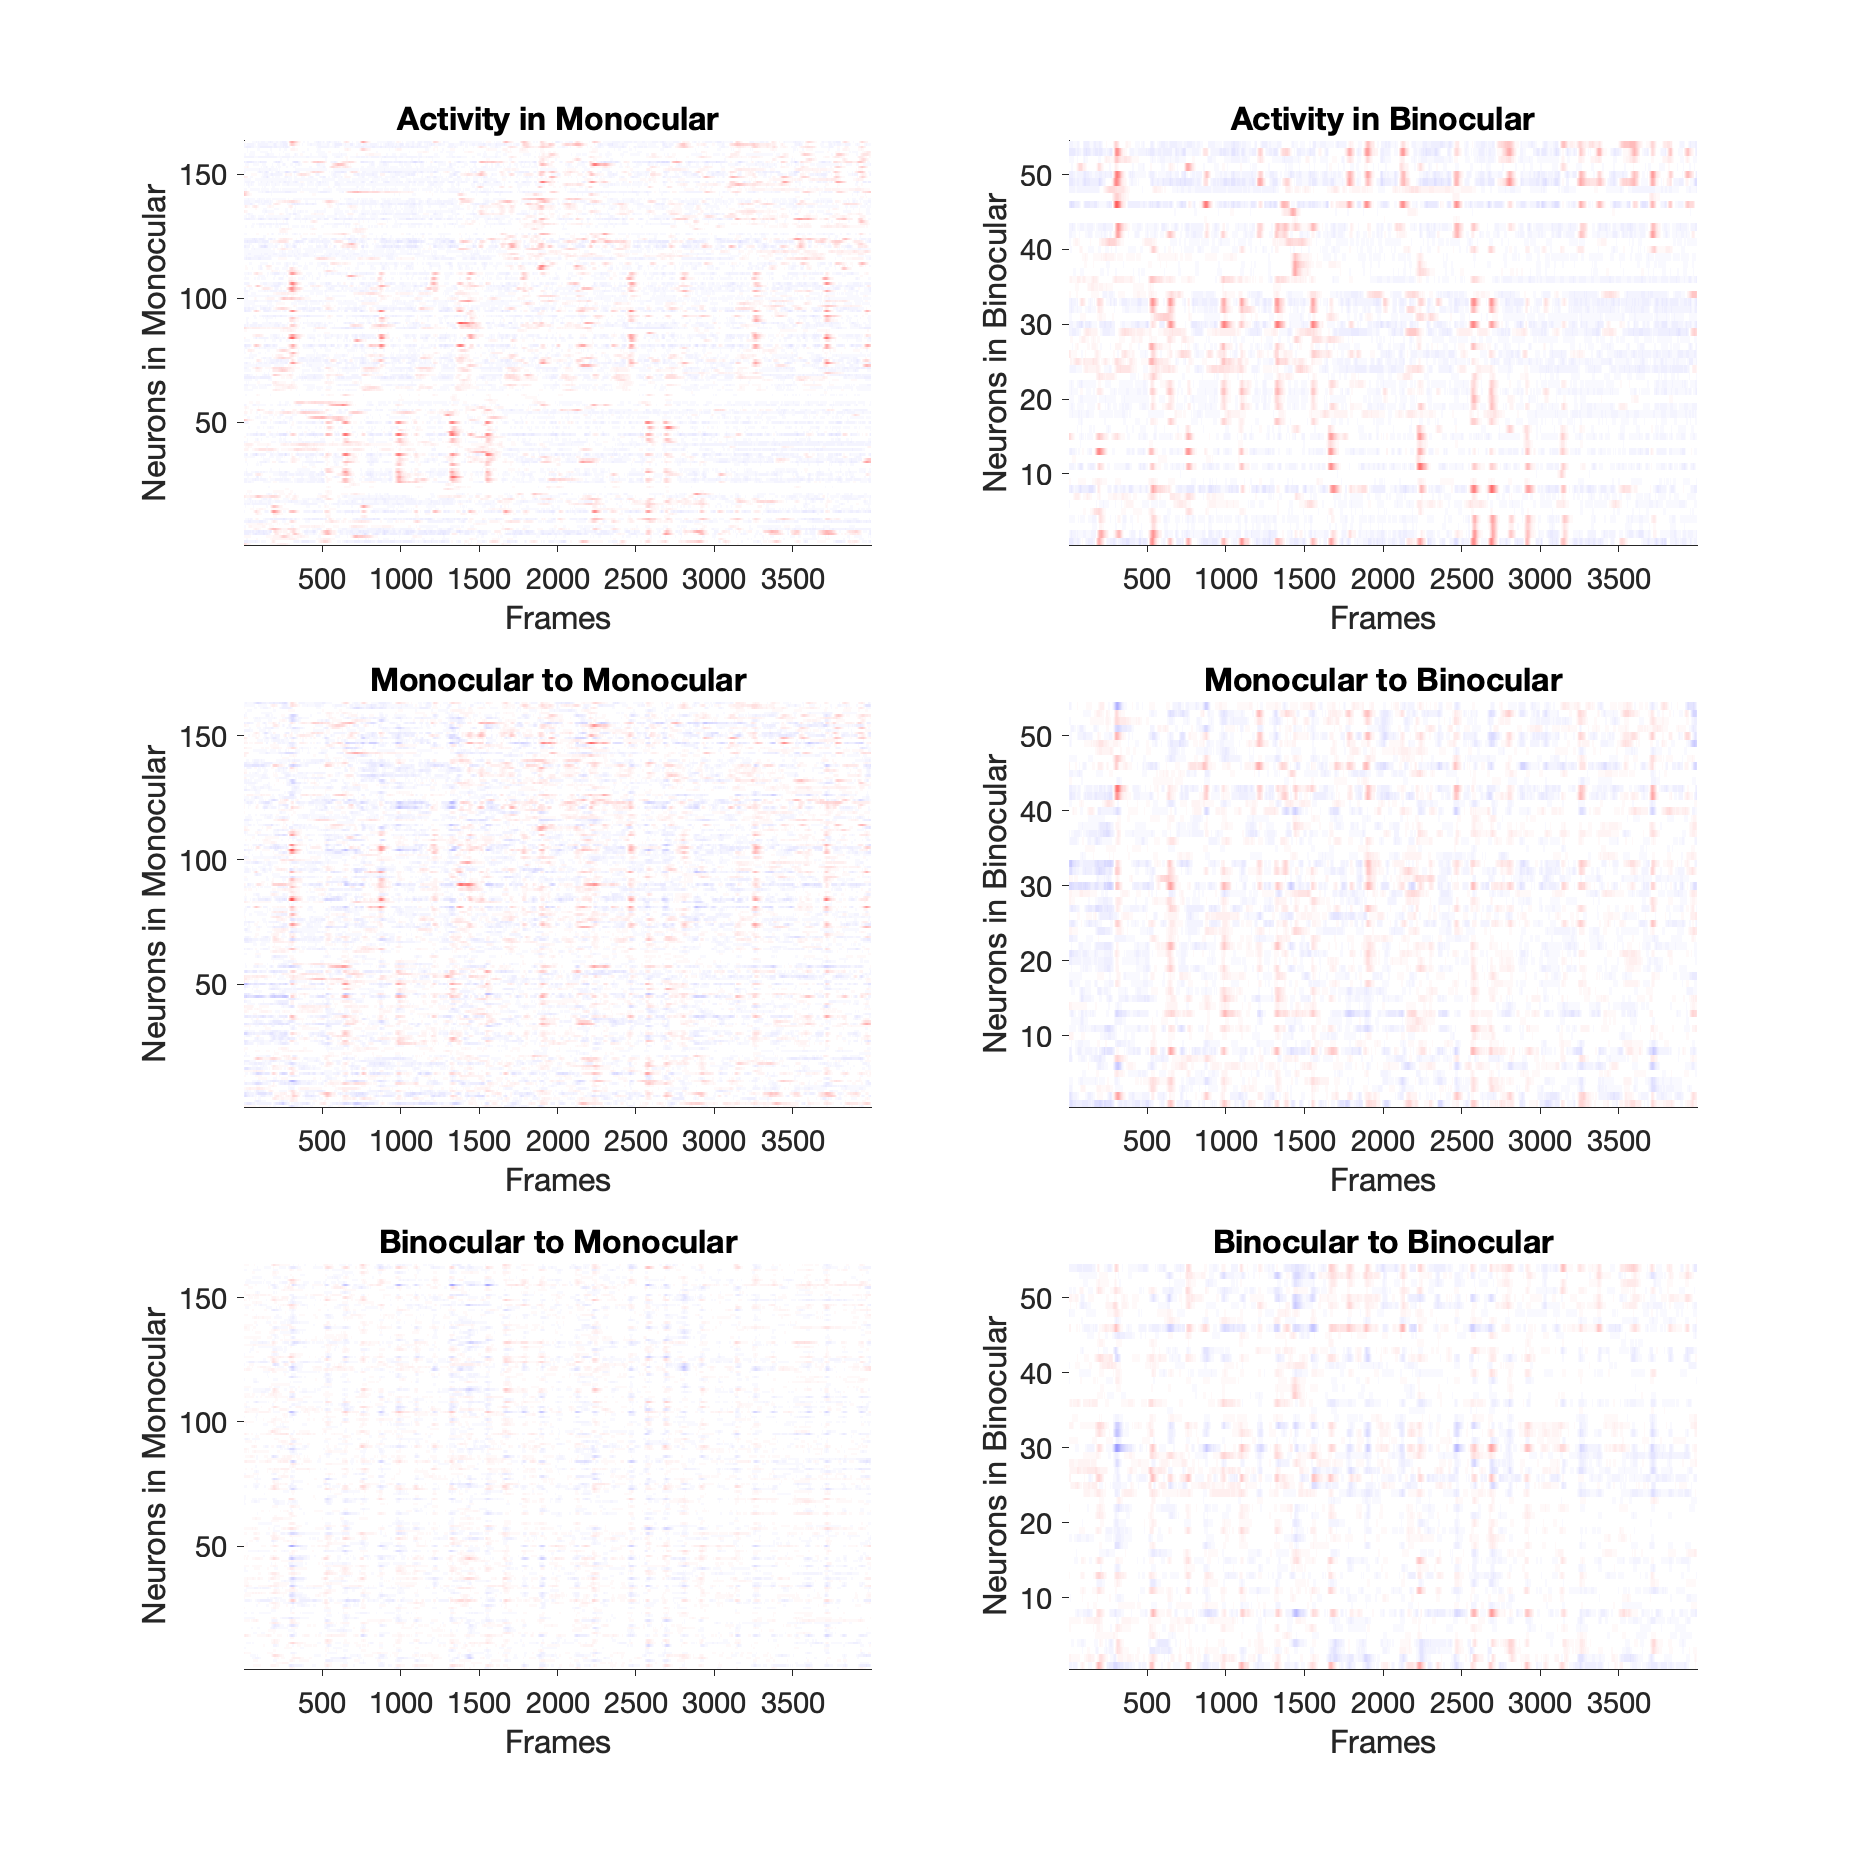 Activity in Monocular
Neurons in Monocular
150
100
50
500 1000 1500 2000 2500 3000 3500
Frames
Activity in Binocular
Neurons in Binocular
50
40
30
20
10
500 1000 1500 2000 2500 3000 3500
Frames
Monocular to Monocular
Neurons in Monocular
150
100
50
500 1000 1500 2000 2500 3000 3500
Frames
Monocular to Binocular
Neurons in Binocular
50
40
30
20
10
500 1000 1500 2000 2500 3000 3500
Frames
Binocular to Monocular
Neurons in Monocular
150
100
50
500 1000 1500 2000 2500 3000 3500
Frames
Binocular to Binocular
Neurons in Binocular
50
40
30
20
10
500 1000 1500 2000 2500 3000 3500
Frames